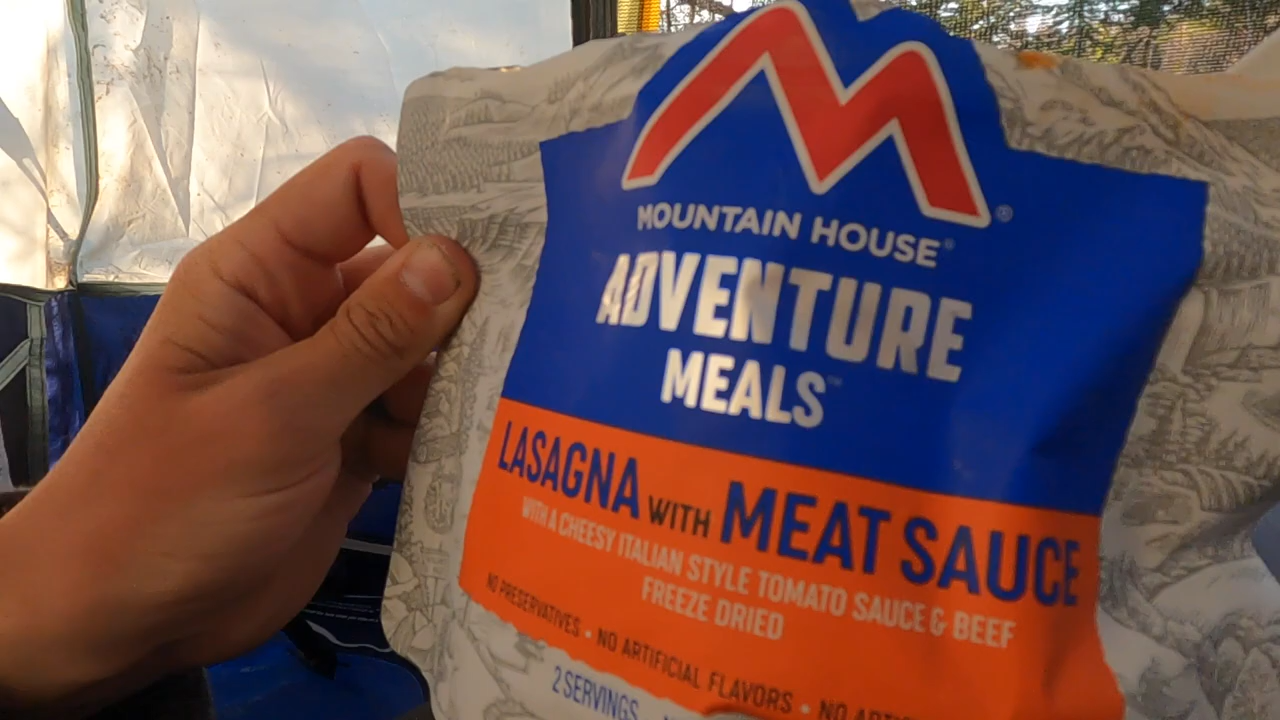 MOUNTAIN HOUSE®
ADVENTURE
MEALS™
LASAGNA WITH MEAT SAUCE
WITH A CHEESY ITALIAN STYLE TOMATO SAUCE & BEEF
FREEZE DRIED
NO PRESERVATIVES • NO ARTIFICIAL FLAVORS • NO
2 SERVINGS